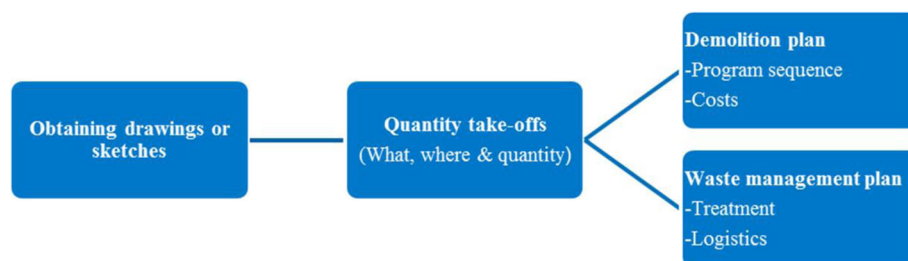 Obtaining drawings or
sketches
Quantity take-offs
(What, where & quantity)
Demolition plan
-Program sequence
-Costs
Waste management plan
-Treatment
-Logistics